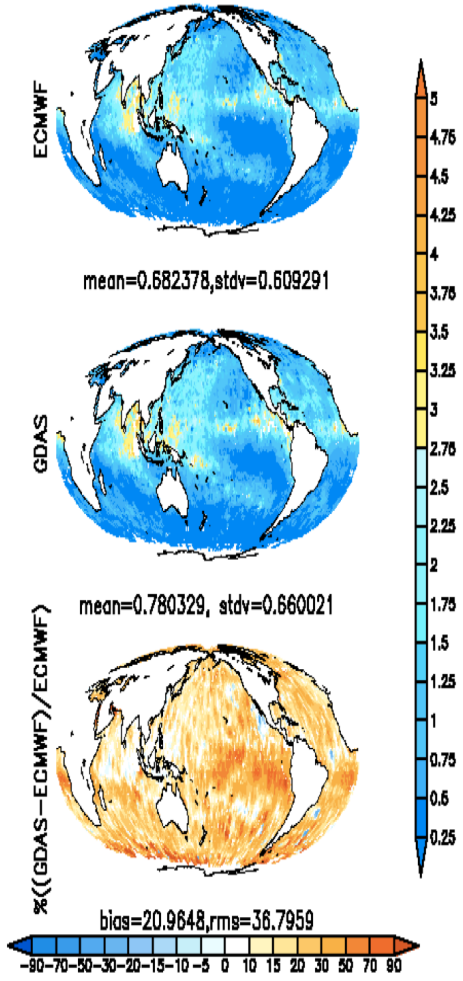 ECMWF
mean=0.682378,stdv=0.609291
GDAS
mean=0.780329, stdv=0.660021
%((GDAS-ECMWF)/ECMWF)
bias=20.9648,rms=36.7959
-90 -70 -50 -30 -20 -15 -10 -5 0 10 15 20 30 50 70 90
5
4.75
4.5
4.25
4
3.75
3.5
3.25
3
2.75
2.5
2.25
2
1.75
1.5
1.25
1
0.75
0.5
0.25